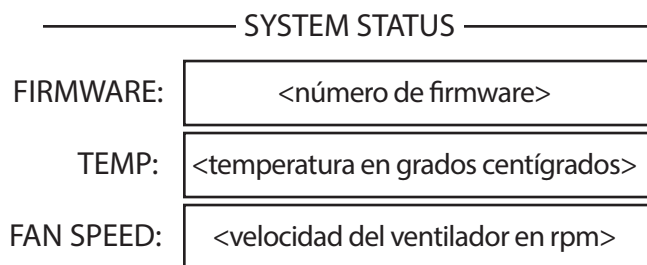 SYSTEM STATUS
FIRMWARE: <número de firmware>
TEMP: <temperatura en grados centígrados>
FAN SPEED: <velocidad del ventilador en rpm>